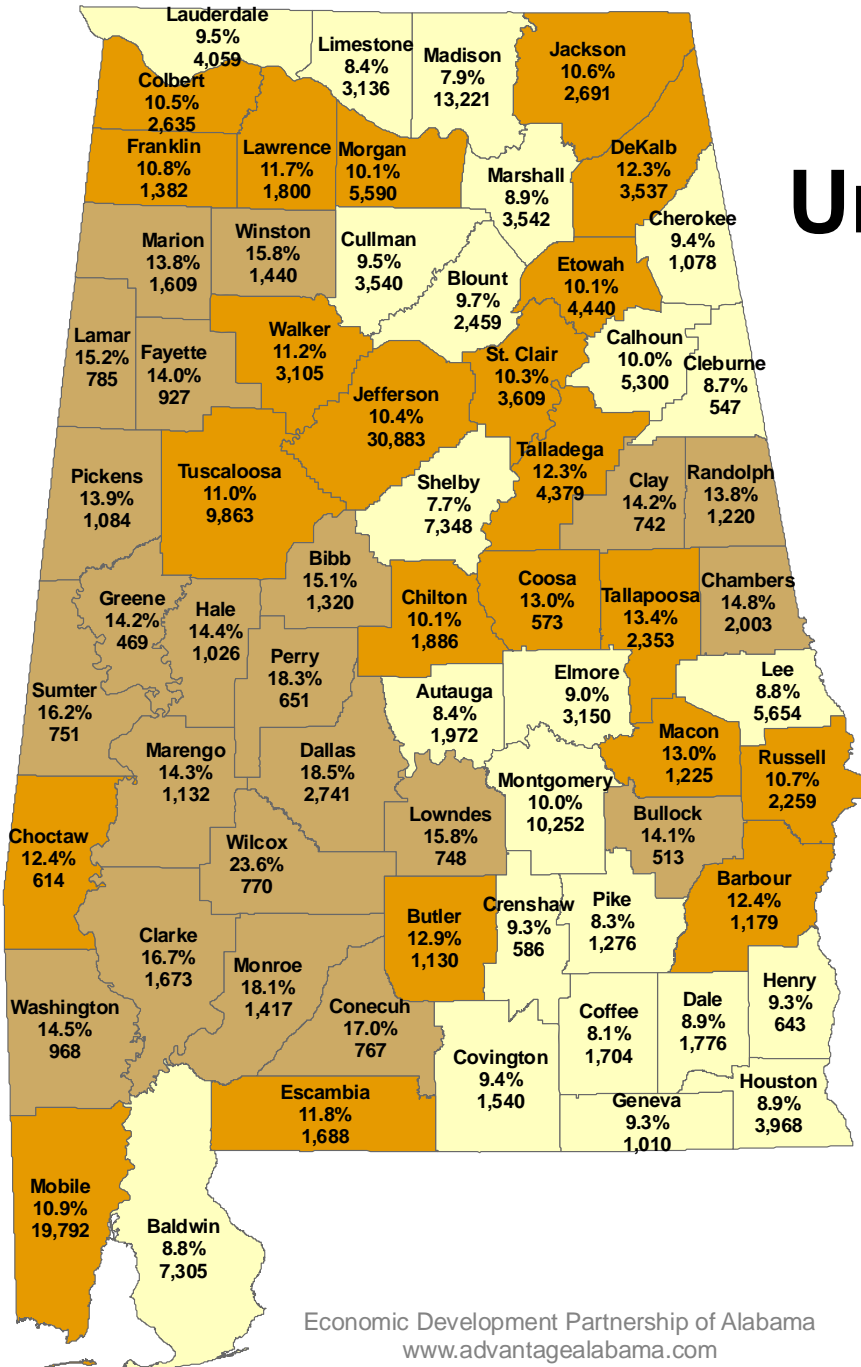 Lauderdale
9.5%
4,059
Limestone
8.4%
3,136
Madison
7.9%
13,221
Jackson
10.6%
2,691
Colbert
10.5%
2,635
Franklin
10.8%
1,382
Lawrence
11.7%
1,800
Morgan
10.1%
5,590
Marshall
8.9%
3,542
DeKalb
12.3%
3,537
Cherokee
9.4%
1,078
Marion
13.8%
1,609
Winston
15.8%
1,440
Cullman
9.5%
3,540
Blount
9.7%
2,459
Etowah
10.1%
4,440
Lamar
15.2%
785
Fayette
14.0%
927
Walker
11.2%
3,105
Jefferson
10.4%
30,883
St. Clair
10.3%
3,609
Calhoun
10.0%
5,300
Cleburne
8.7%
547
Pickens
13.9%
1,084
Tuscaloosa
11.0%
9,863
Shelby
7.7%
7,348
Talladega
12.3%
4,379
Clay
14.2%
742
Randolph
13.8%
1,220
Greene
14.2%
469
Hale
14.4%
1,026
Bibb
15.1%
1,320
Chilton
10.1%
1,886
Coosa
13.0%
573
Tallapoosa
13.4%
2,353
Chambers
14.8%
2,003
Sumter
16.2%
751
Perry
18.3%
651
Autauga
8.4%
1,972
Elmore
9.0%
3,150
Lee
8.8%
5,654
Marengo
14.3%
1,132
Dallas
18.5%
2,741
Lowndes
15.8%
748
Montgomery
10.0%
10,252
Macon
13.0%
1,225
Russell
10.7%
2,259
Bullock
14.1%
513
Choctaw
12.4%
614
Wilcox
23.6%
770
Butler
12.9%
1,130
Crenshaw
9.3%
586
Pike
8.3%
1,276
Barbour
12.4%
1,179
Clarke
16.7%
1,673
Monroe
18.1%
1,417
Conecuh
17.0%
767
Washington
14.5%
968
Covington
9.4%
1,540
Coffee
8.1%
1,704
Dale
8.9%
1,776
Henry
9.3%
643
Houston
8.9%
3,968
Geneva
9.3%
1,010
Escambia
11.8%
1,688
Mobile
10.9%
19,792
Baldwin
8.8%
7,305
Economic Development Partnership of Alabama
www.advantagealabama.com